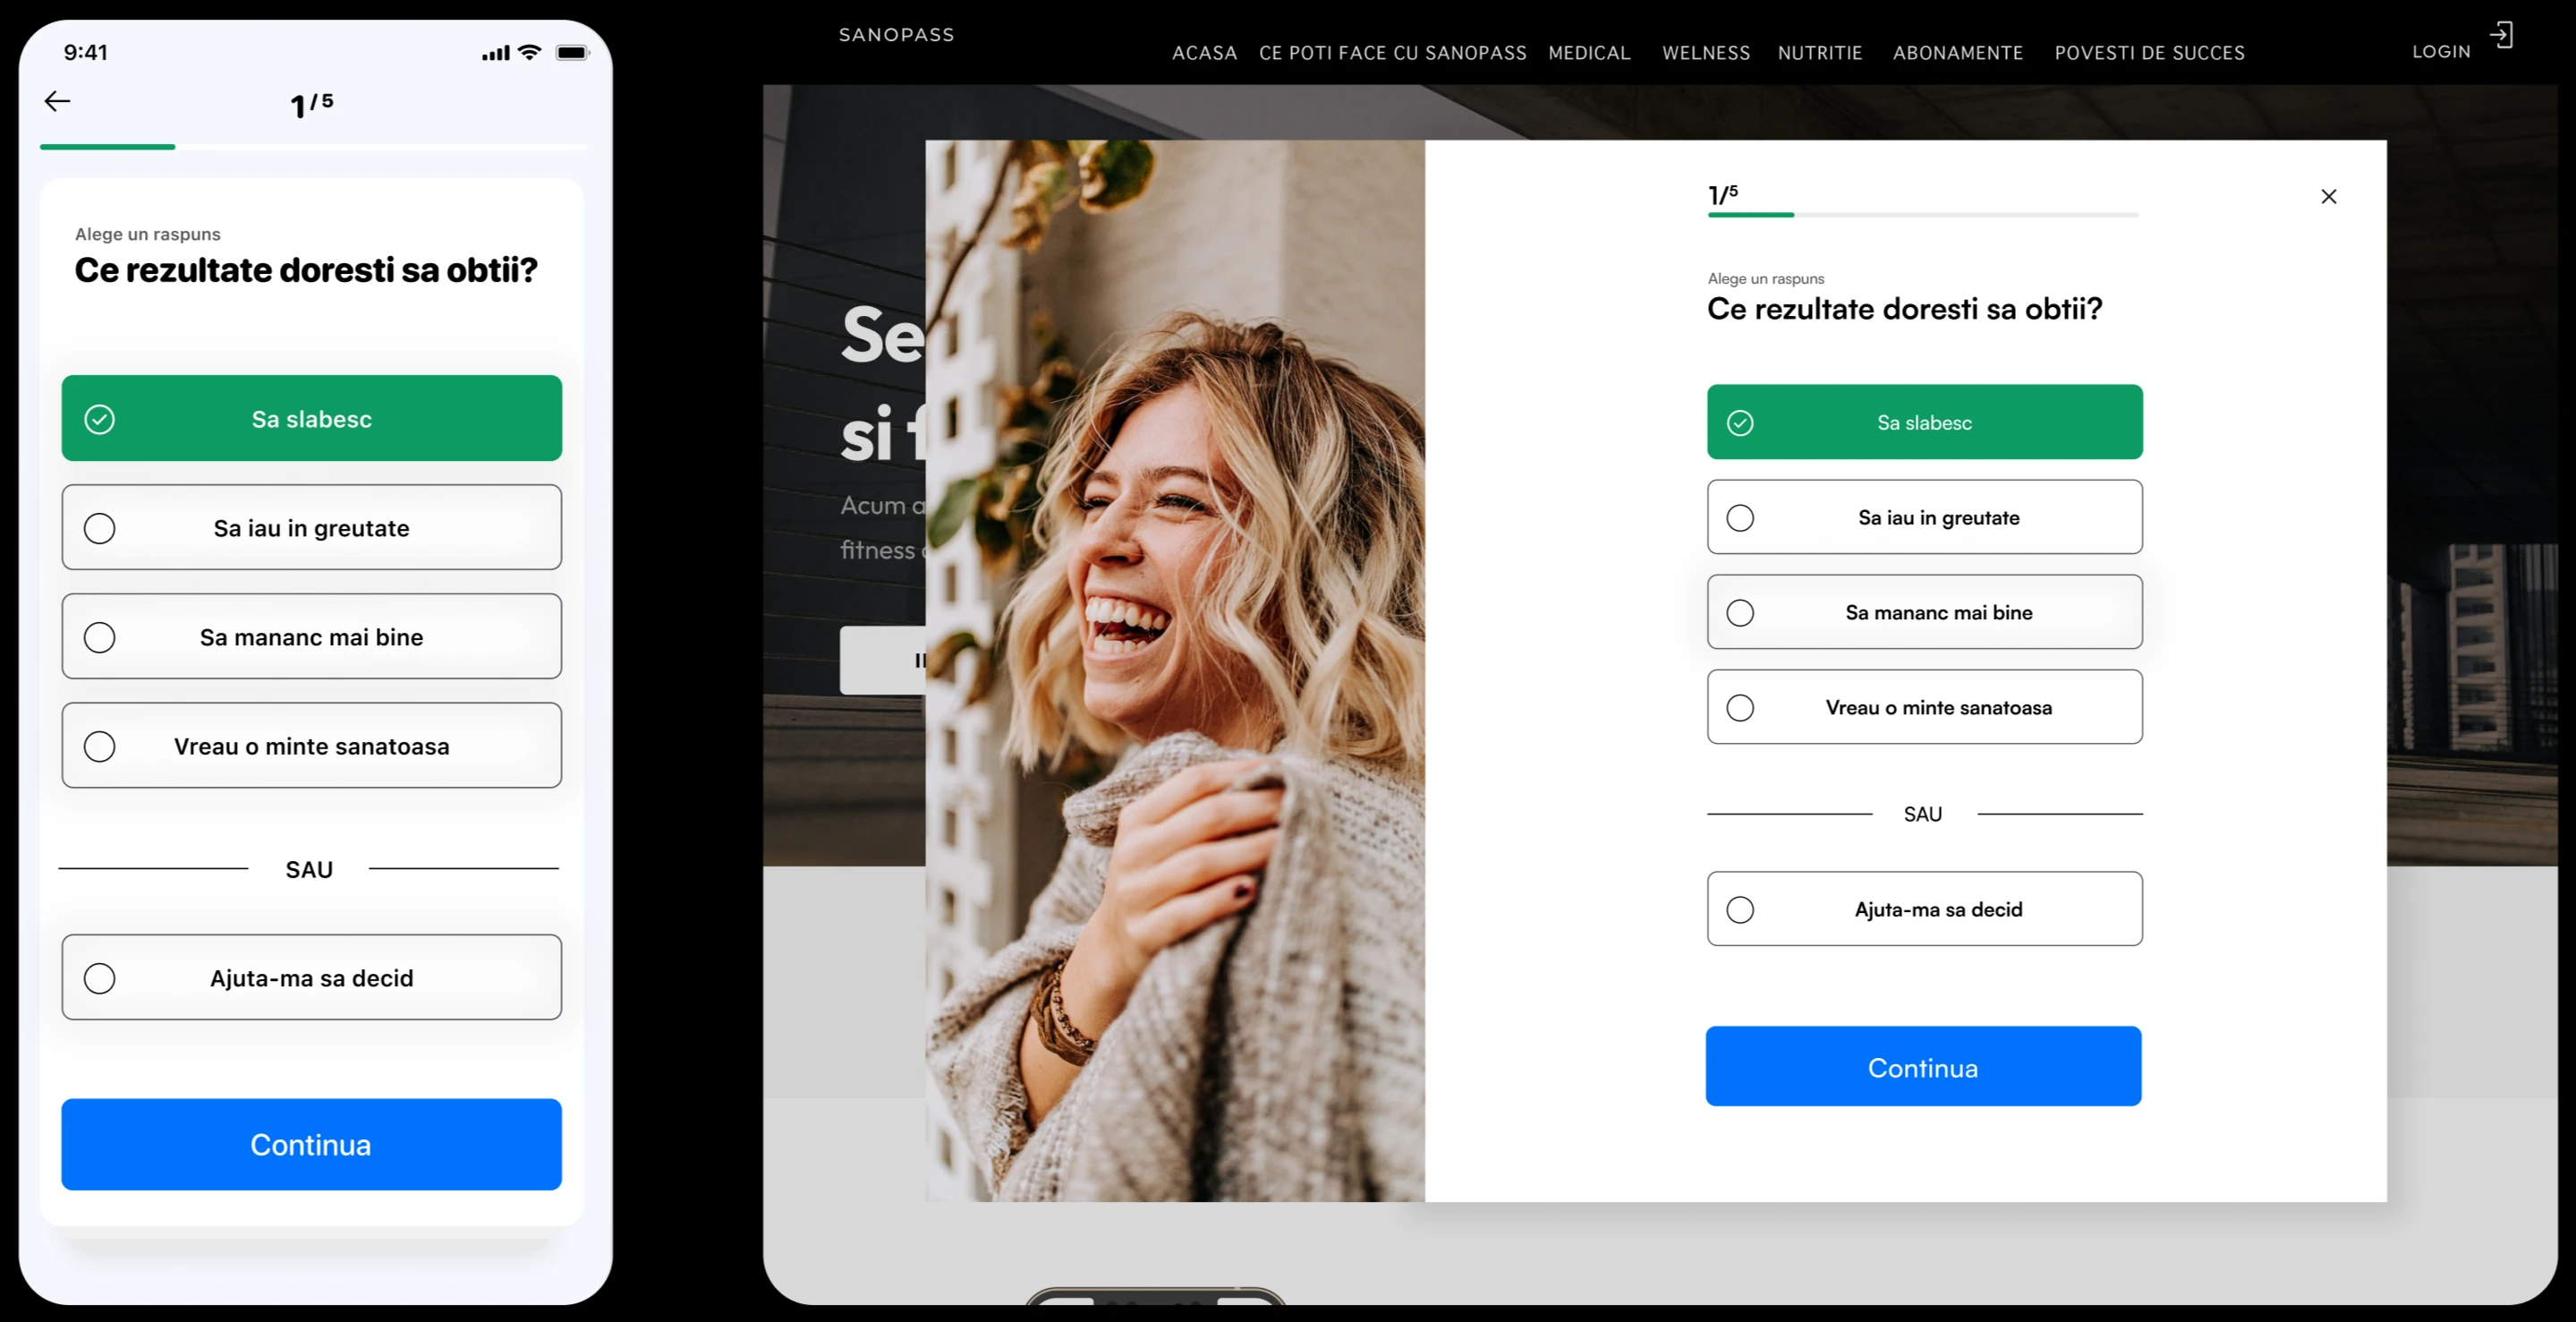 9:41
1/5
Alege un raspuns
Ce rezultate doresti sa obtii?
Sa slabesc
Sa iau in greutate
Sa mananc mai bine
Vreau o minte sanatoasa
SAU
Ajuta-ma sa decid
Continua
SANOPASS
ACASA CE POTI FACE CU SANOPASS MEDICAL WELNESS NUTRITIE ABONAMENTE POVESTI DE SUCCES
LOGIN
Se
si f
Acum a
fitness
1/5
Alege un raspuns
Ce rezultate doresti sa obtii?
Sa slabesc
Sa iau in greutate
Sa mananc mai bine
Vreau o minte sanatoasa
SAU
Ajuta-ma sa decid
Continua